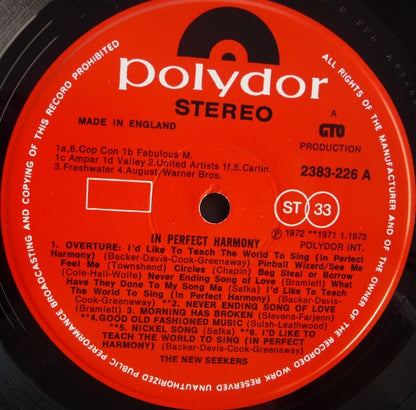 polydor
STEREO
MADE IN ENGLAND
A
GTO
PRODUCTION
2383-226 A
1a,6.Cop Con 1b Fabulous M.
1c Ampar 1d Valley 2.United Artists 1f,5.Carlin
3.Freshwater 4.August/Warner Bros.
ST 33
℗ 1972 **1971 1.1973
POLYDOR INT.
IN PERFECT HARMONY
1. OVERTURE: I'd Like To Teach The World To Sing (In Perfect
Harmony) (Backer-Davis-Cook-Greenaway) Pinball Wizard/See Me
Feel Me (Townshend) Circles (Chapin) Beg Steal or Borrow
(Cole-Hall-Wolfe) Never Ending Song of Love (Bramlett) What
Have They Done To My Song Ma (Safka) I'd Like To Teach
The World To Sing (In Perfect Harmony) (Backer-Davis-
Cook-Greenaway) **2. NEVER ENDING SONG OF LOVE
(Bramlett) 3. MORNING HAS BROKEN (Stevens-Farjeon)
**4.GOOD OLD FASHIONED MUSIC (Sulsh-Leathwood)
**5. NICKEL SONG (Safka) **6. I'D LIKE TO
TEACH THE WORLD TO SING (IN PERFECT
HARMONY) (Backer-Davis-Cook-Greenaway)
THE NEW SEEKERS
ALL RIGHTS OF THE MANUFACTURER AND OF THE OWNER OF THE RECORDED WORK RESERVED UNAUTHORIZED PUBLIC PERFORMANCE BROADCASTING AND COPYING OF THIS RECORD PROHIBITED